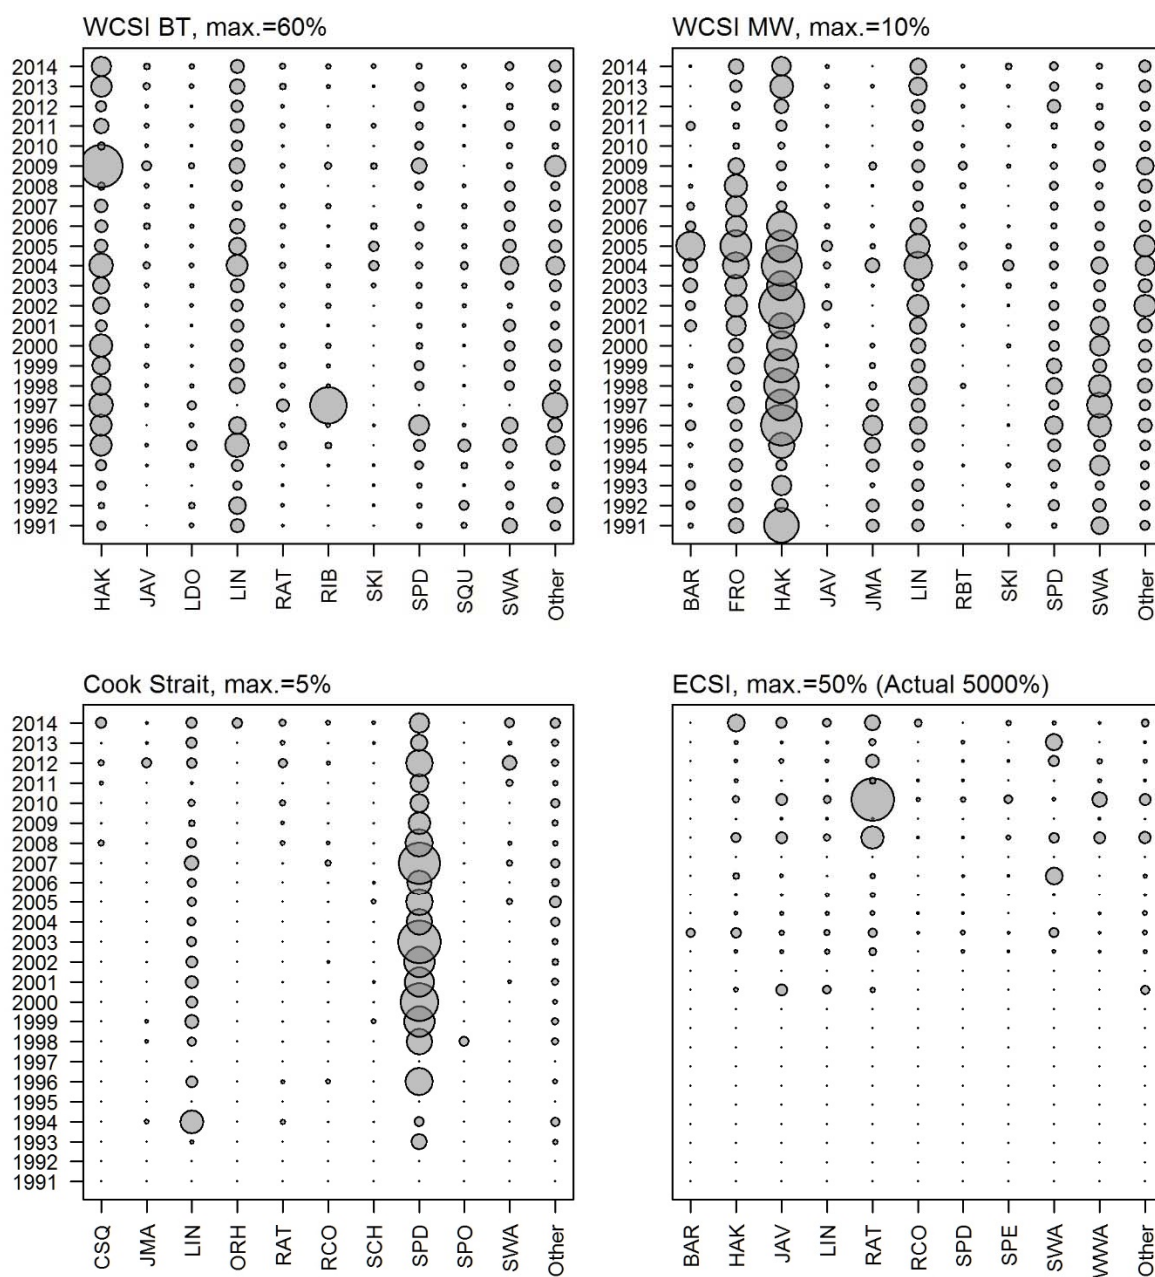 WCSI BT, max.=60%
2014
2013
2012
2011
2010
2009
2008
2007
2006
2005
2004
2003
2002
2001
2000
1999
1998
1997
1996
1995
1994
1993
1992
1991
HAK
JAV
LDO
LIN
RAT
RIB
SKI
SPD
SQU
SWA
Other
WCSI MW, max.=10%
2014
2013
2012
2011
2010
2009
2008
2007
2006
2005
2004
2003
2002
2001
2000
1999
1998
1997
1996
1995
1994
1993
1992
1991
BAR
FRO
HAK
JAV
JMA
LIN
RBT
SKI
SPD
SWA
Other
Cook Strait, max.=5%
2014
2013
2012
2011
2010
2009
2008
2007
2006
2005
2004
2003
2002
2001
2000
1999
1998
1997
1996
1995
1994
1993
1992
1991
CSQ
JMA
LIN
ORH
RAT
RCO
SCH
SPD
SPO
SWA
Other
ECSI, max.=50% (Actual 5000%)
BAR
HAK
JAV
LIN
RAT
RCO
SPD
SPE
SWA
WWA
Other